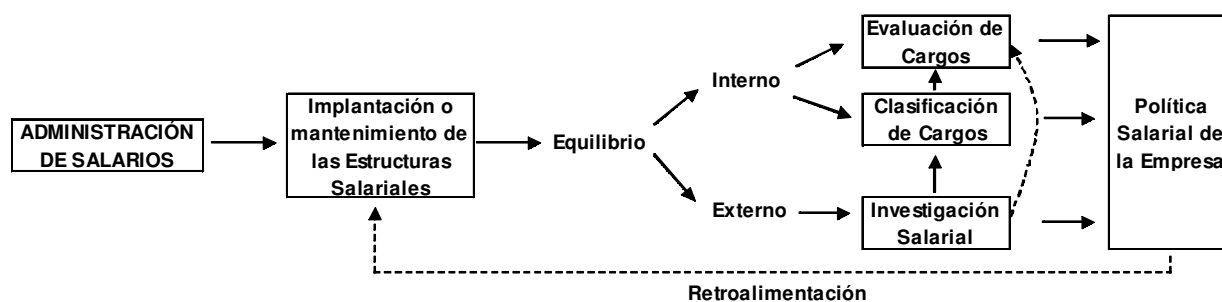 ADMINISTRACIÓN
DE SALARIOS
Implantación o
mantenimiento de
las Estructuras
Salariales
Equilibrio
Interno
Externo
Evaluación de
Cargos
Clasificación
de Cargos
Investigación
Salarial
Política
Salarial de
la Empresa
Retroalimentación